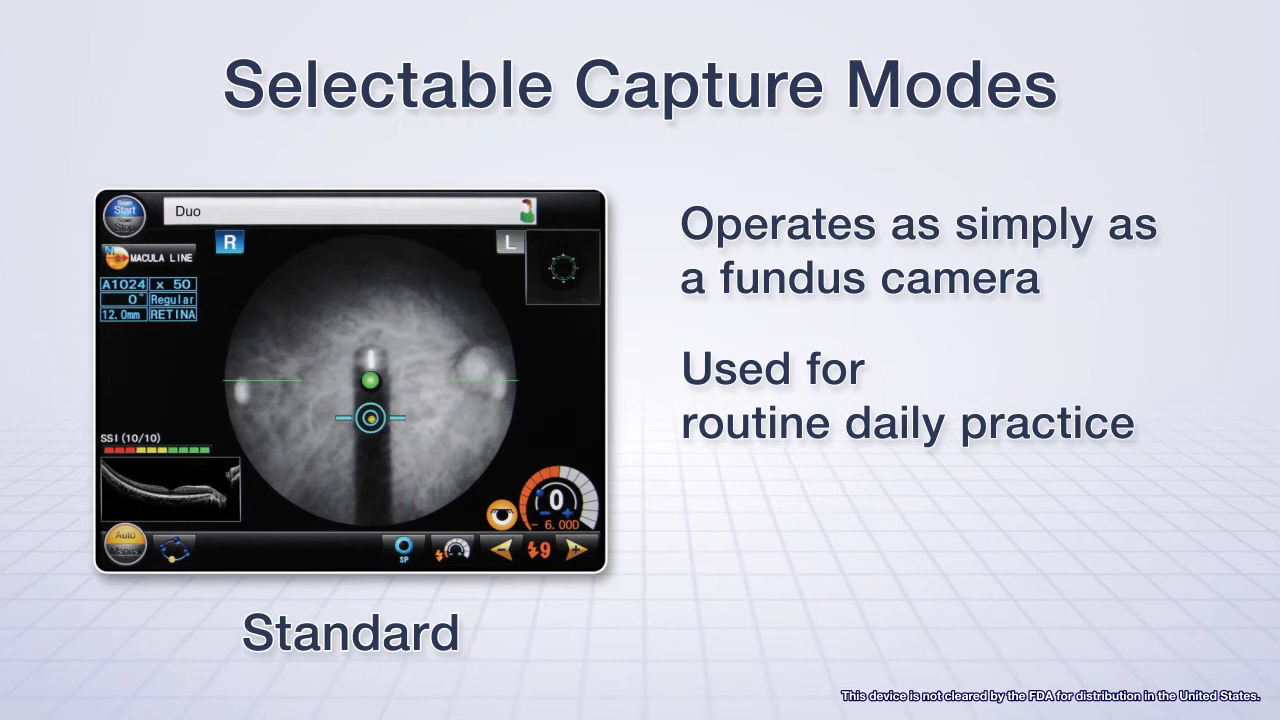 Selectable Capture Modes
Start
Duo
R
L
MACULA LINE
A1024 x 50
0° Regular
12.0mm RETINA
SSI (10/10)
0
- 6.00D
Auto
SP
9
Operates as simply as
a fundus camera
Used for
routine daily practice
Standard
This device is not cleared by the FDA for distribution in the United States.